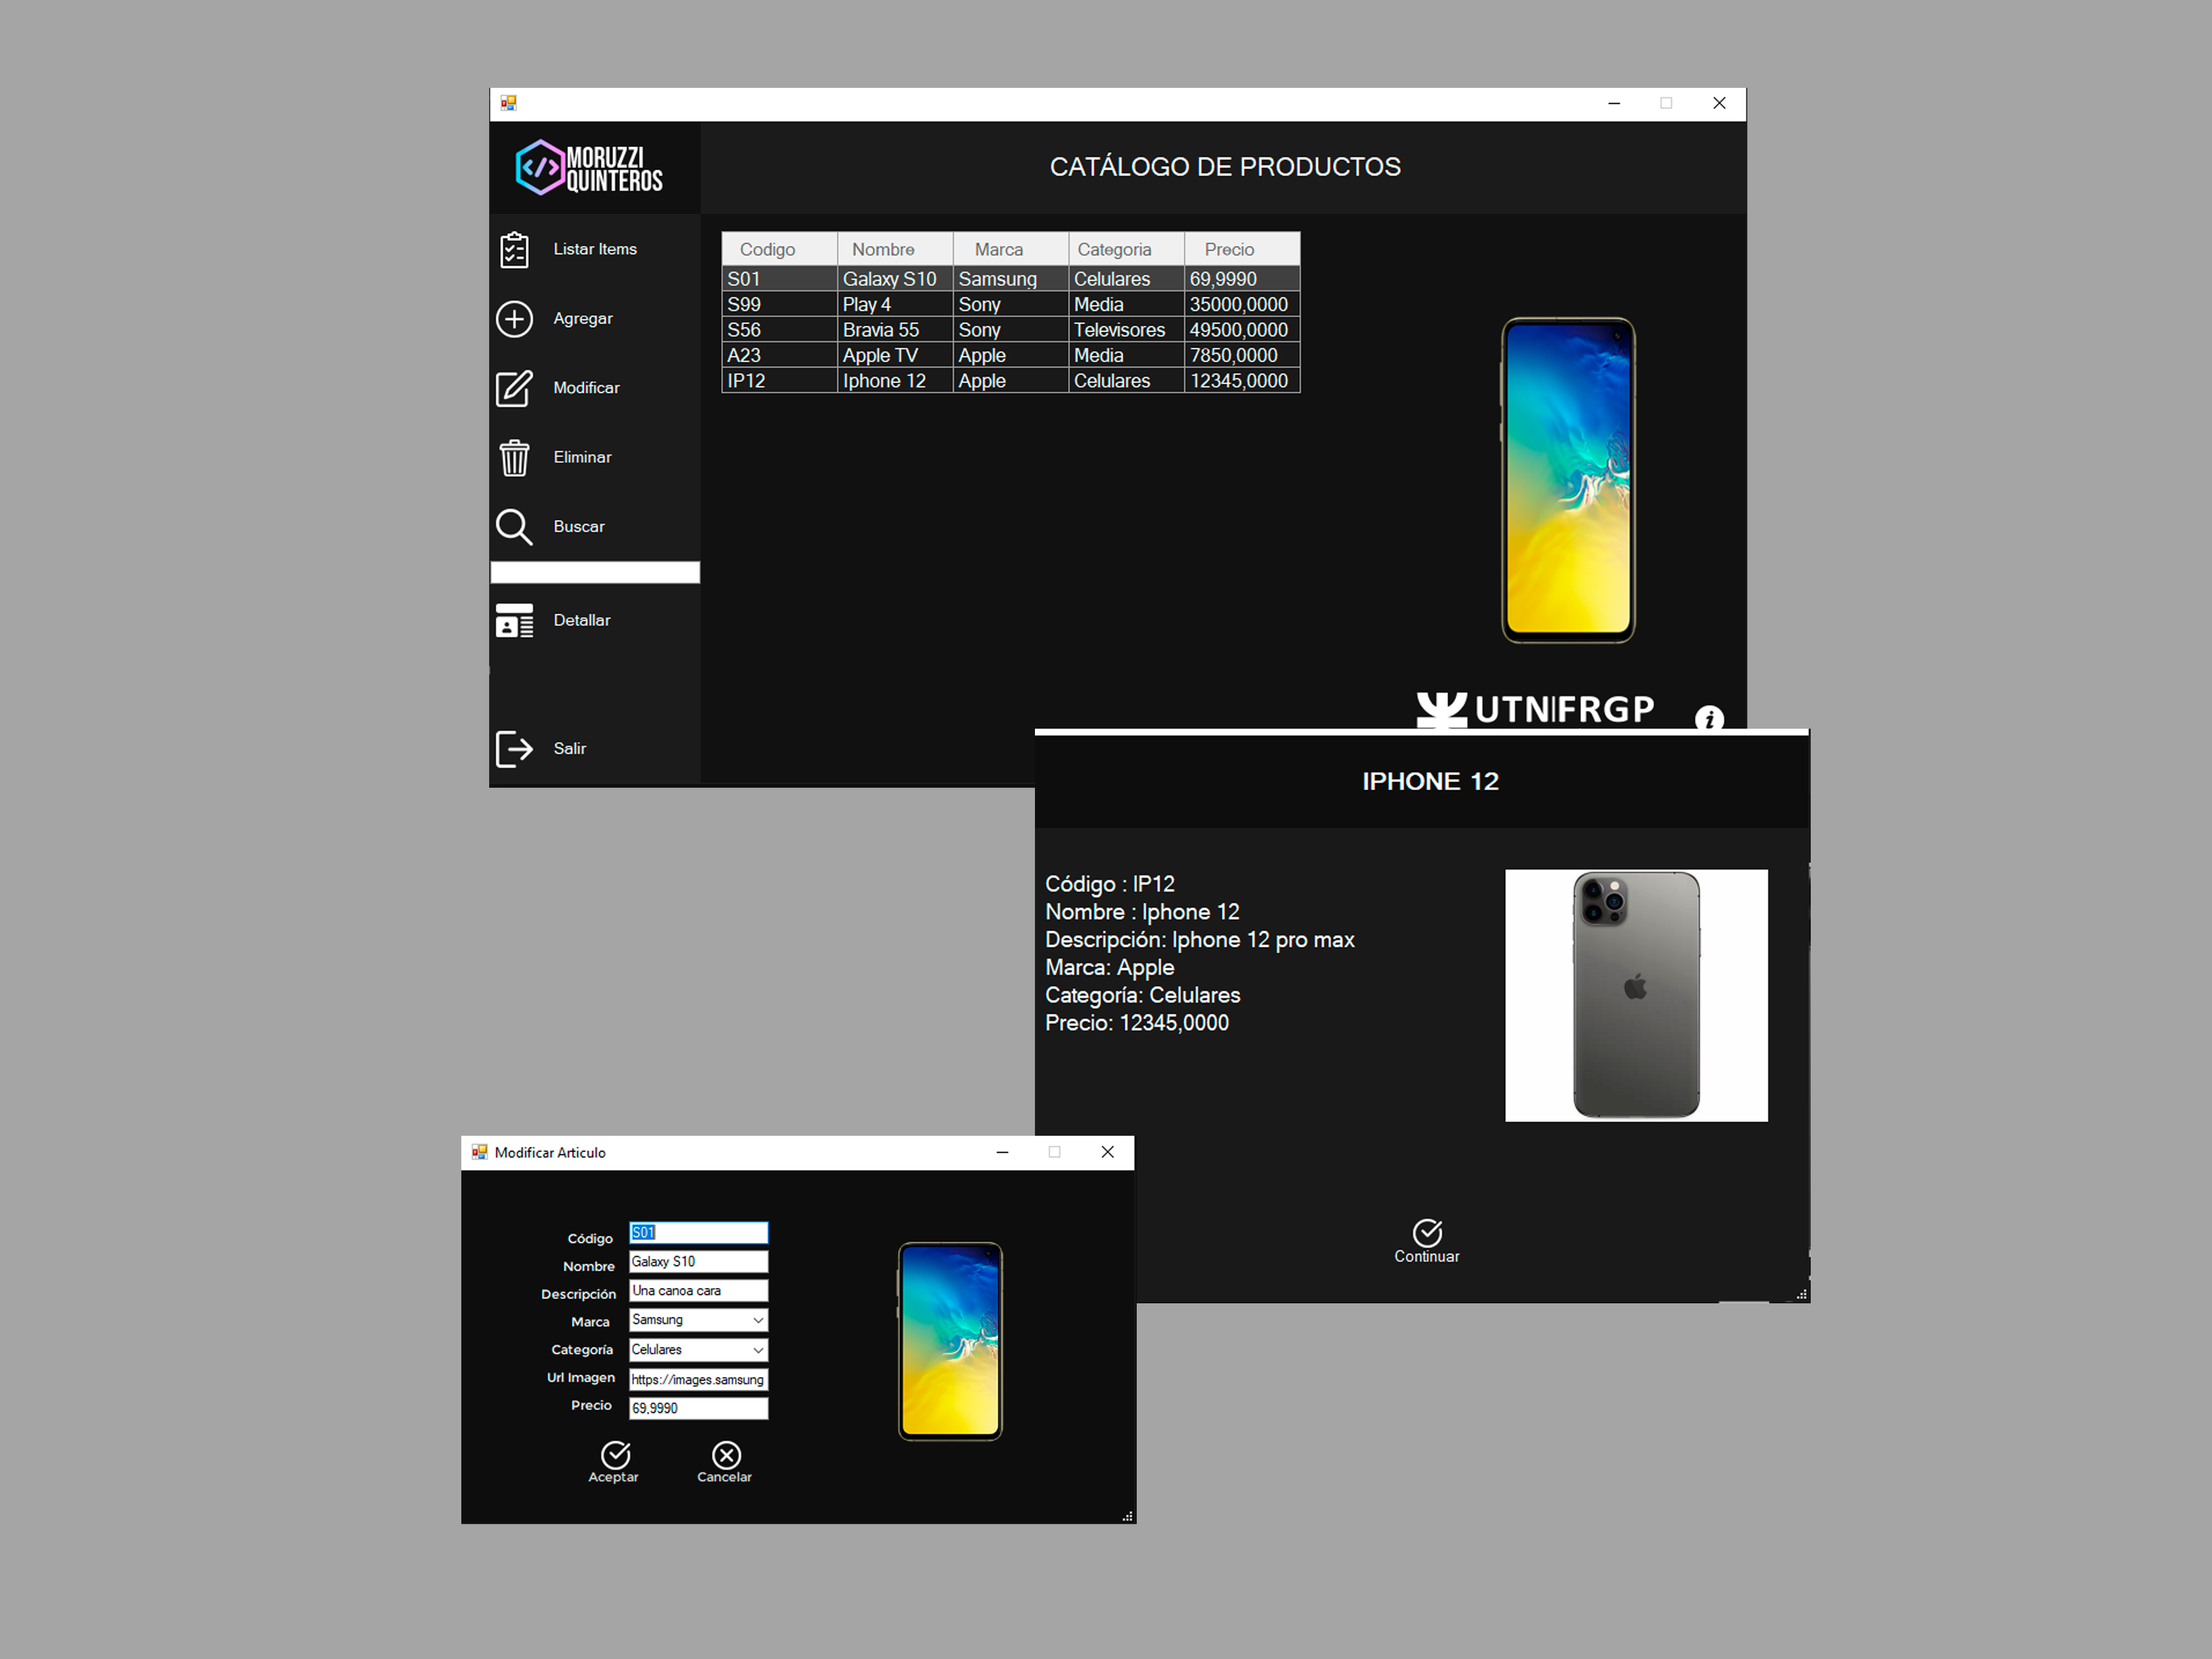 MORUZZI
QUINTEROS
CATÁLOGO DE PRODUCTOS
Listar Items
Agregar
Modificar
Eliminar
Buscar
Detallar
Salir
Codigo Nombre Marca Categoria Precio
S01 Galaxy S10 Samsung Celulares 69,9990
S99 Play 4 Sony Media 35000,0000
S56 Bravia 55 Sony Televisores 49500,0000
A23 Apple TV Apple Media 7850,0000
IP12 Iphone 12 Apple Celulares 12345,0000
UTN|FRGP
i
IPHONE 12
Código : IP12
Nombre : Iphone 12
Descripción: Iphone 12 pro max
Marca: Apple
Categoría: Celulares
Precio: 12345,0000
Continuar
Modificar Articulo
Código S01
Nombre Galaxy S10
Descripción Una canoa cara
Marca Samsung
Categoría Celulares
Url Imagen https://images.samsung
Precio 69,9990
Aceptar Cancelar